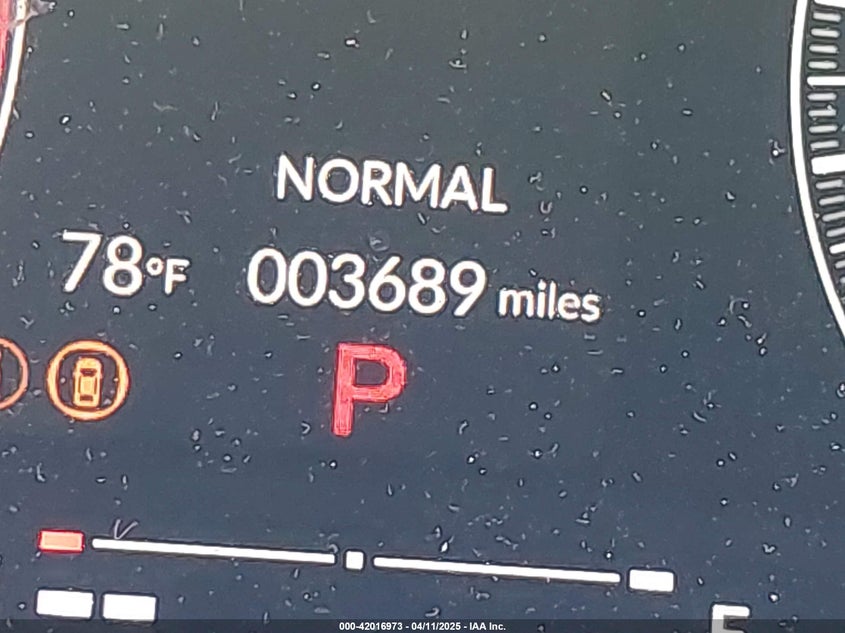 NORMAL
78°F 003689 miles
P
000-42016973 - 04/11/2025 - IAA Inc.